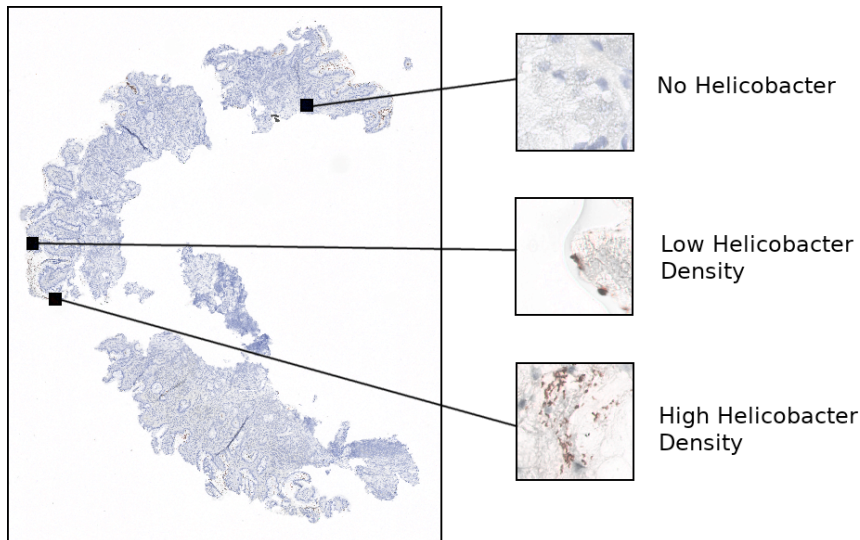 No Helicobacter
Low Helicobacter
Density
High Helicobacter
Density